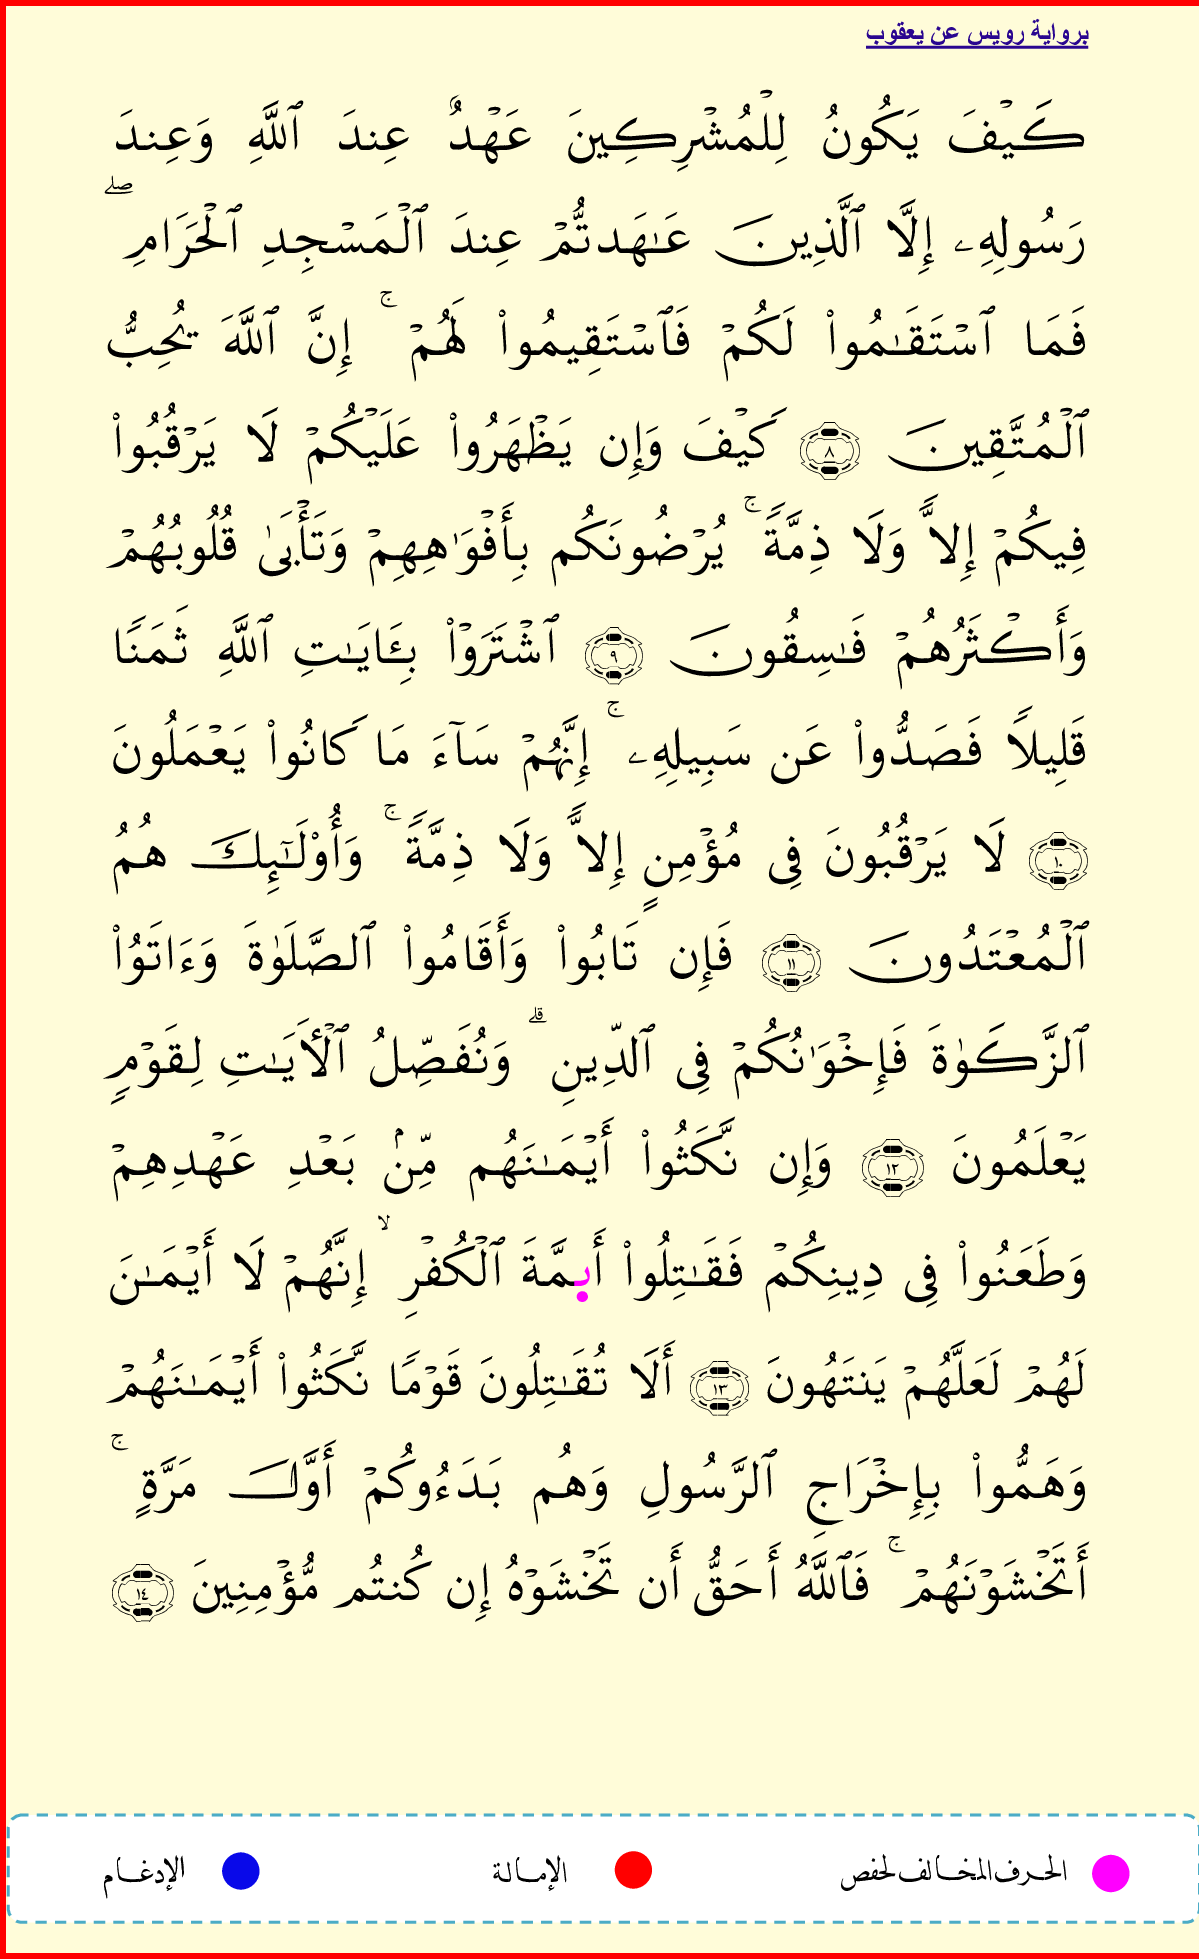 برواية رويس عن يعقوب
كَيْفَ يَكُونُ لِلْمُشْرِكِينَ عَهْدٌ عِندَ ٱللَّهِ وَعِندَ
رَسُولِهِۦ إِلَّا ٱلَّذِينَ عَـٰهَدتُّمْ عِندَ ٱلْمَسْجِدِ ٱلْحَرَامِ ۖ
فَمَا ٱسْتَقَـٰمُوا۟ لَكُمْ فَٱسْتَقِيمُوا۟ لَهُمْ ۚ إِنَّ ٱللَّهَ يُحِبُّ
ٱلْمُتَّقِينَ ٨ كَيْفَ وَإِن يَظْهَرُوا۟ عَلَيْكُمْ لَا يَرْقُبُوا۟
فِيكُمْ إِلًّا وَلَا ذِمَّةً ۚ يُرْضُونَكُم بِأَفْوَٰهِهِمْ وَتَأْبَىٰ قُلُوبُهُمْ
وَأَكْثَرُهُمْ فَـٰسِقُونَ ٩ ٱشْتَرَوْا۟ بِـَٔايَـٰتِ ٱللَّهِ ثَمَنًا
قَلِيلًا فَصَدُّوا۟ عَن سَبِيلِهِۦ ۚ إِنَّهُمْ سَآءَ مَا كَانُوا۟ يَعْمَلُونَ
١٠ لَا يَرْقُبُونَ فِى مُؤْمِنٍ إِلًّا وَلَا ذِمَّةً ۚ وَأُو۟لَـٰٓئِكَ هُمُ
ٱلْمُعْتَدُونَ ١١ فَإِن تَابُوا۟ وَأَقَامُوا۟ ٱلصَّلَوٰةَ وَءَاتَوُا۟
ٱلزَّكَوٰةَ فَإِخْوَٰنُكُمْ فِى ٱلدِّينِ ۗ وَنُفَصِّلُ ٱلْأَيَـٰتِ لِقَوْمٍ
يَعْلَمُونَ ١٢ وَإِن نَّكَثُوا۟ أَيْمَـٰنَهُم مِّنۢ بَعْدِ عَهْدِهِمْ
وَطَعَنُوا۟ فِى دِينِكُمْ فَقَـٰتِلُوا۟ أَىِٕمَّةَ ٱلْكُفْرِ ۙ إِنَّهُمْ لَا أَيْمَـٰنَ
لَهُمْ لَعَلَّهُمْ يَنتَهُونَ ١٣ أَلَا تُقَـٰتِلُونَ قَوْمًا نَّكَثُوا۟ أَيْمَـٰنَهُمْ
وَهَمُّوا۟ بِإِخْرَاجِ ٱلرَّسُولِ وَهُم بَدَءُوكُمْ أَوَّلَ مَرَّةٍ ۚ
أَتَخْشَوْنَهُمْ ۚ فَٱللَّهُ أَحَقُّ أَن تَخْشَوْهُ إِن كُنتُم مُّؤْمِنِينَ ١٤
الحرف المخالف لحفص الإمالة الإدغام